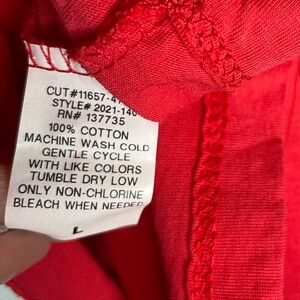 CUT#11657-4
STYLE# 2021-140
RN# 137735
100% COTTON
MACHINE WASH COLD
GENTLE CYCLE
WITH LIKE COLORS
TUMBLE DRY LOW
ONLY NON-CHLORINE
BLEACH WHEN NEEDED
L